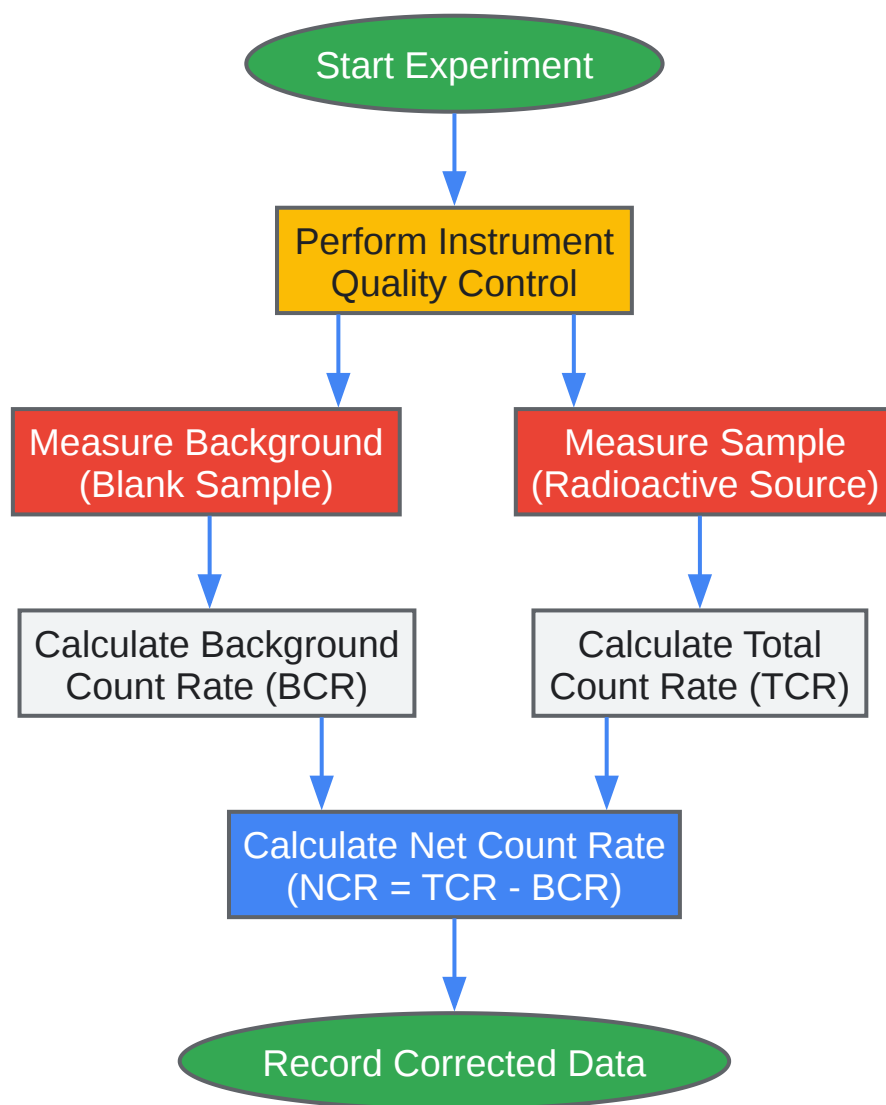 Start Experiment
Perform Instrument
Quality Control
Measure Background
(Blank Sample)
Measure Sample
(Radioactive Source)
Calculate Background
Count Rate (BCR)
Calculate Total
Count Rate (TCR)
Calculate Net Count Rate
(NCR = TCR - BCR)
Record Corrected Data